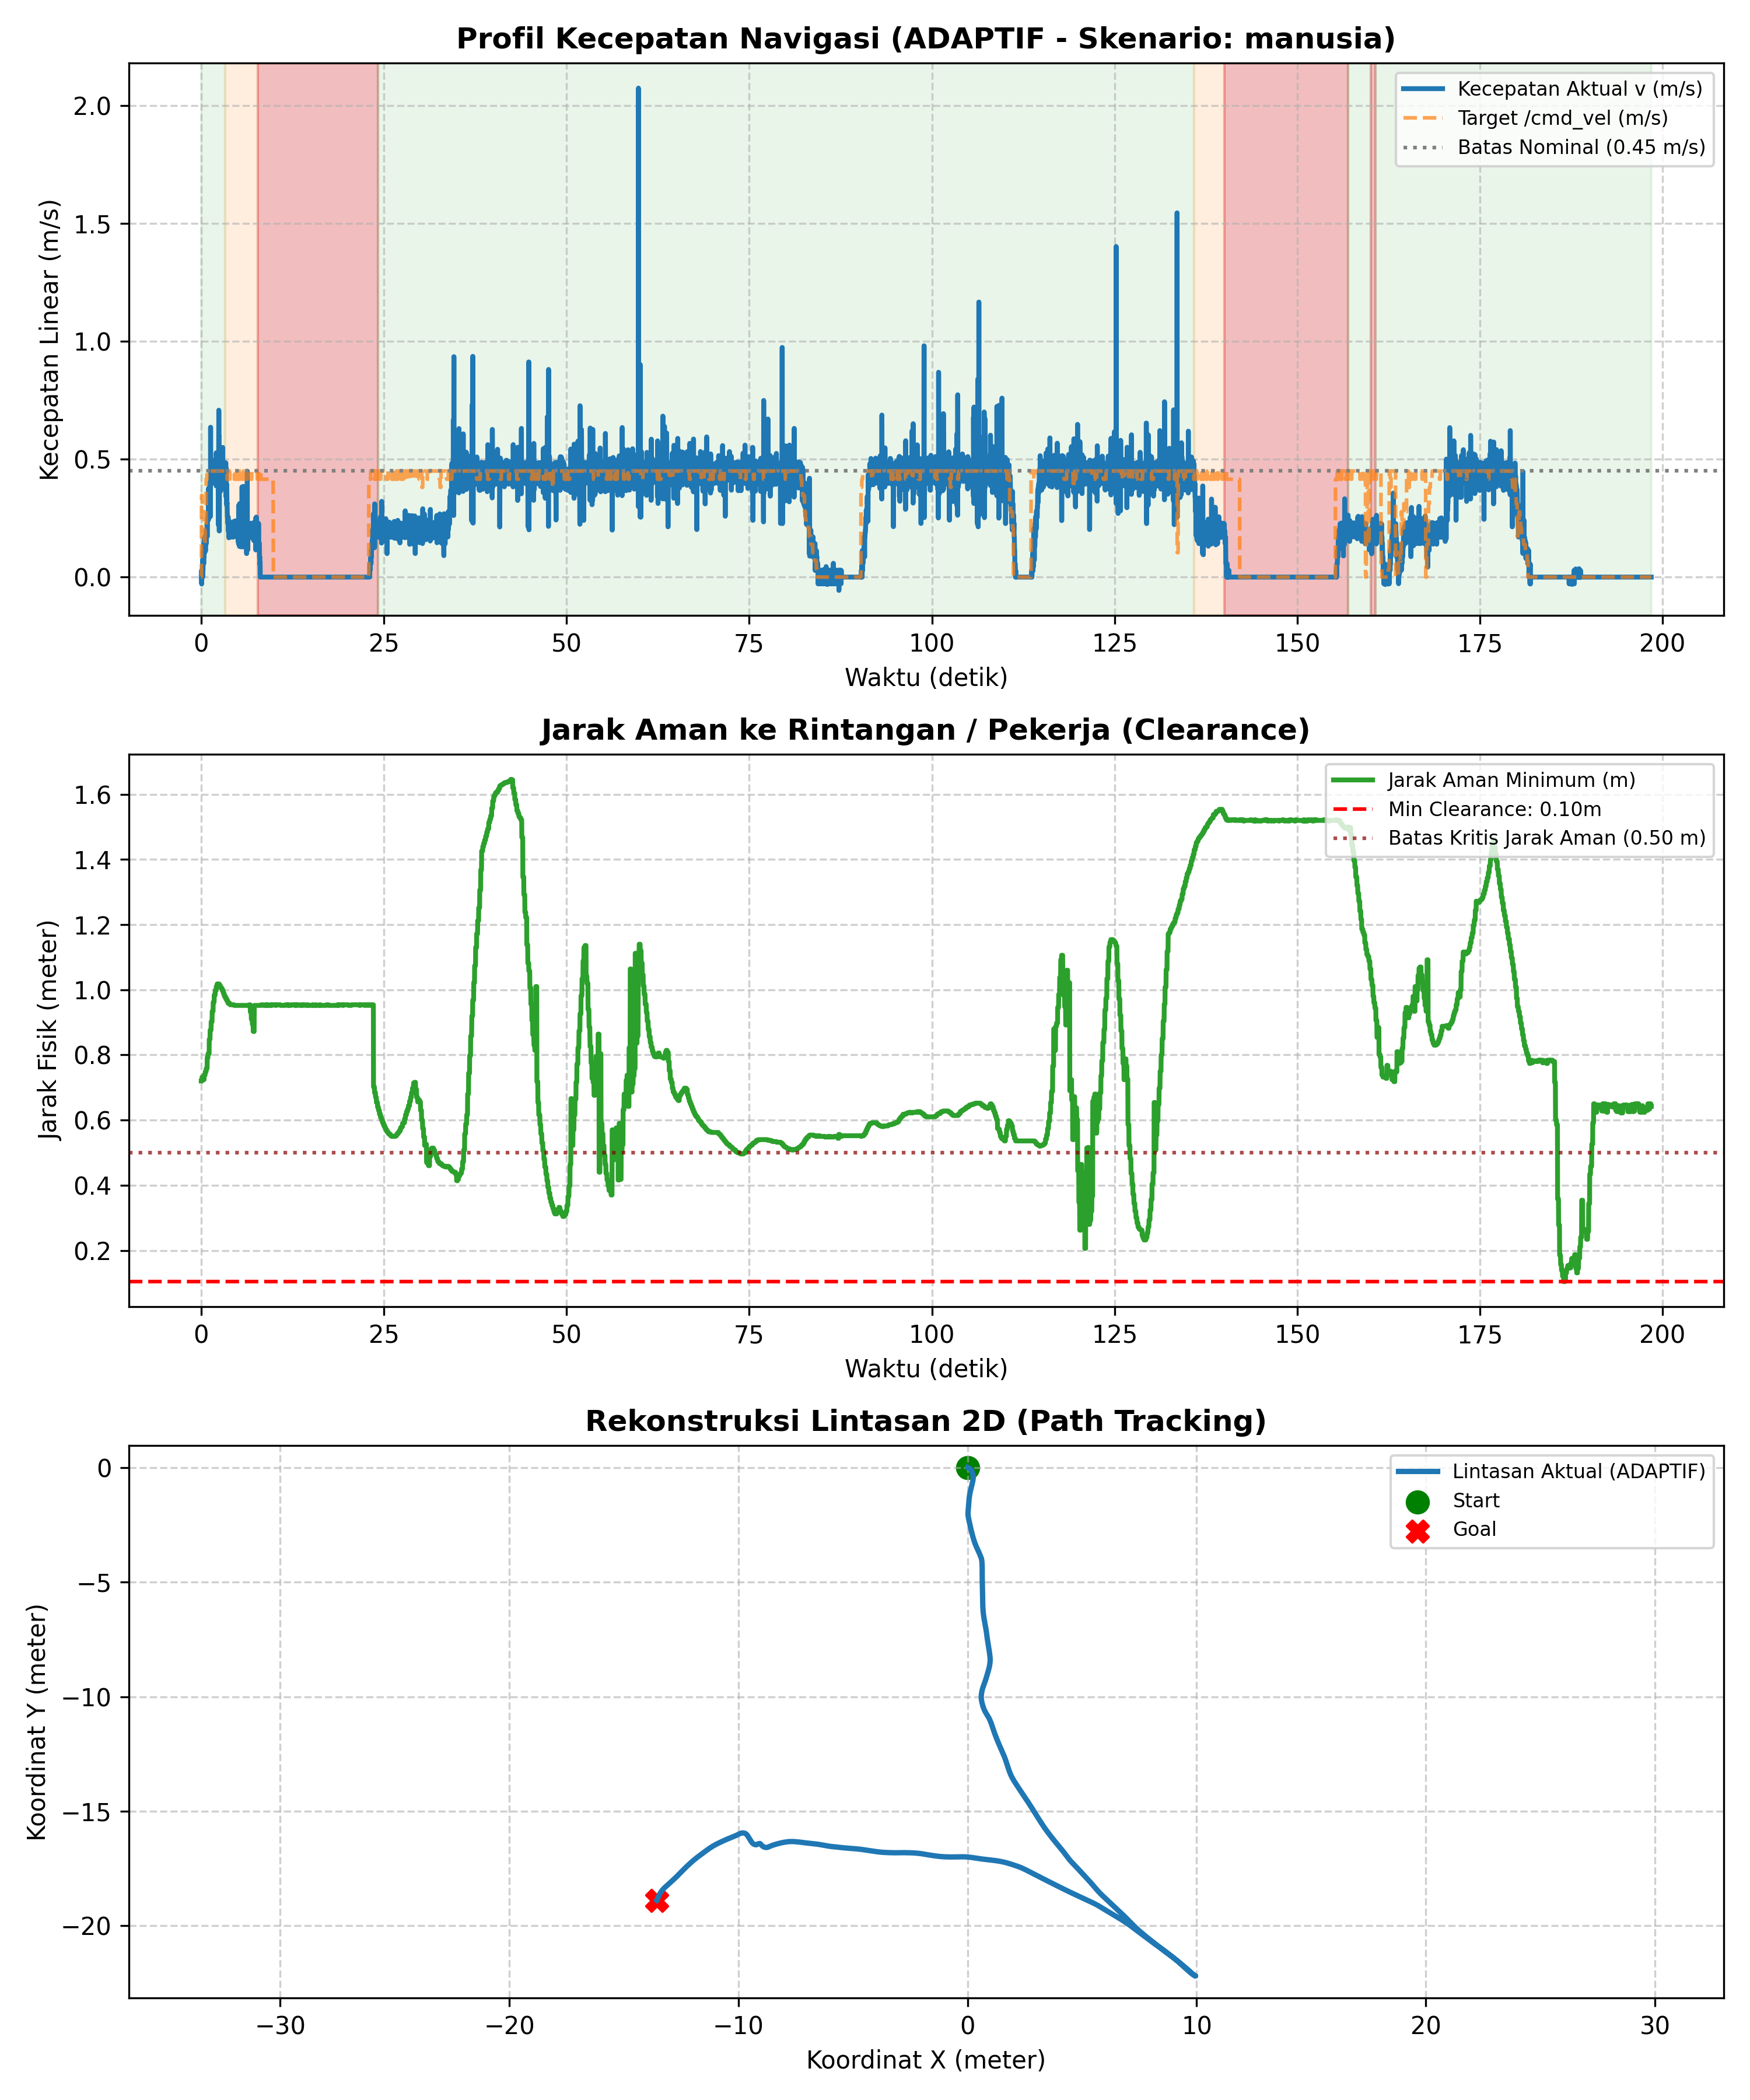 Profil Kecepatan Navigasi (ADAPTIF - Skenario: manusia)
Kecepatan Linear (m/s)
2.0
1.5
1.0
0.5
0.0
Kecepatan Aktual v (m/s)
Target /cmd_vel (m/s)
Batas Nominal (0.45 m/s)
0 25 50 75 100 125 150 175 200
Waktu (detik)
Jarak Aman ke Rintangan / Pekerja (Clearance)
Jarak Fisik (meter)
1.6
1.4
1.2
1.0
0.8
0.6
0.4
0.2
Jarak Aman Minimum (m)
Min Clearance: 0.10m
Batas Kritis Jarak Aman (0.50 m)
0 25 50 75 100 125 150 175 200
Waktu (detik)
Rekonstruksi Lintasan 2D (Path Tracking)
Koordinat Y (meter)
0
−5
−10
−15
−20
Lintasan Aktual (ADAPTIF)
Start
Goal
−30 −20 −10 0 10 20 30
Koordinat X (meter)